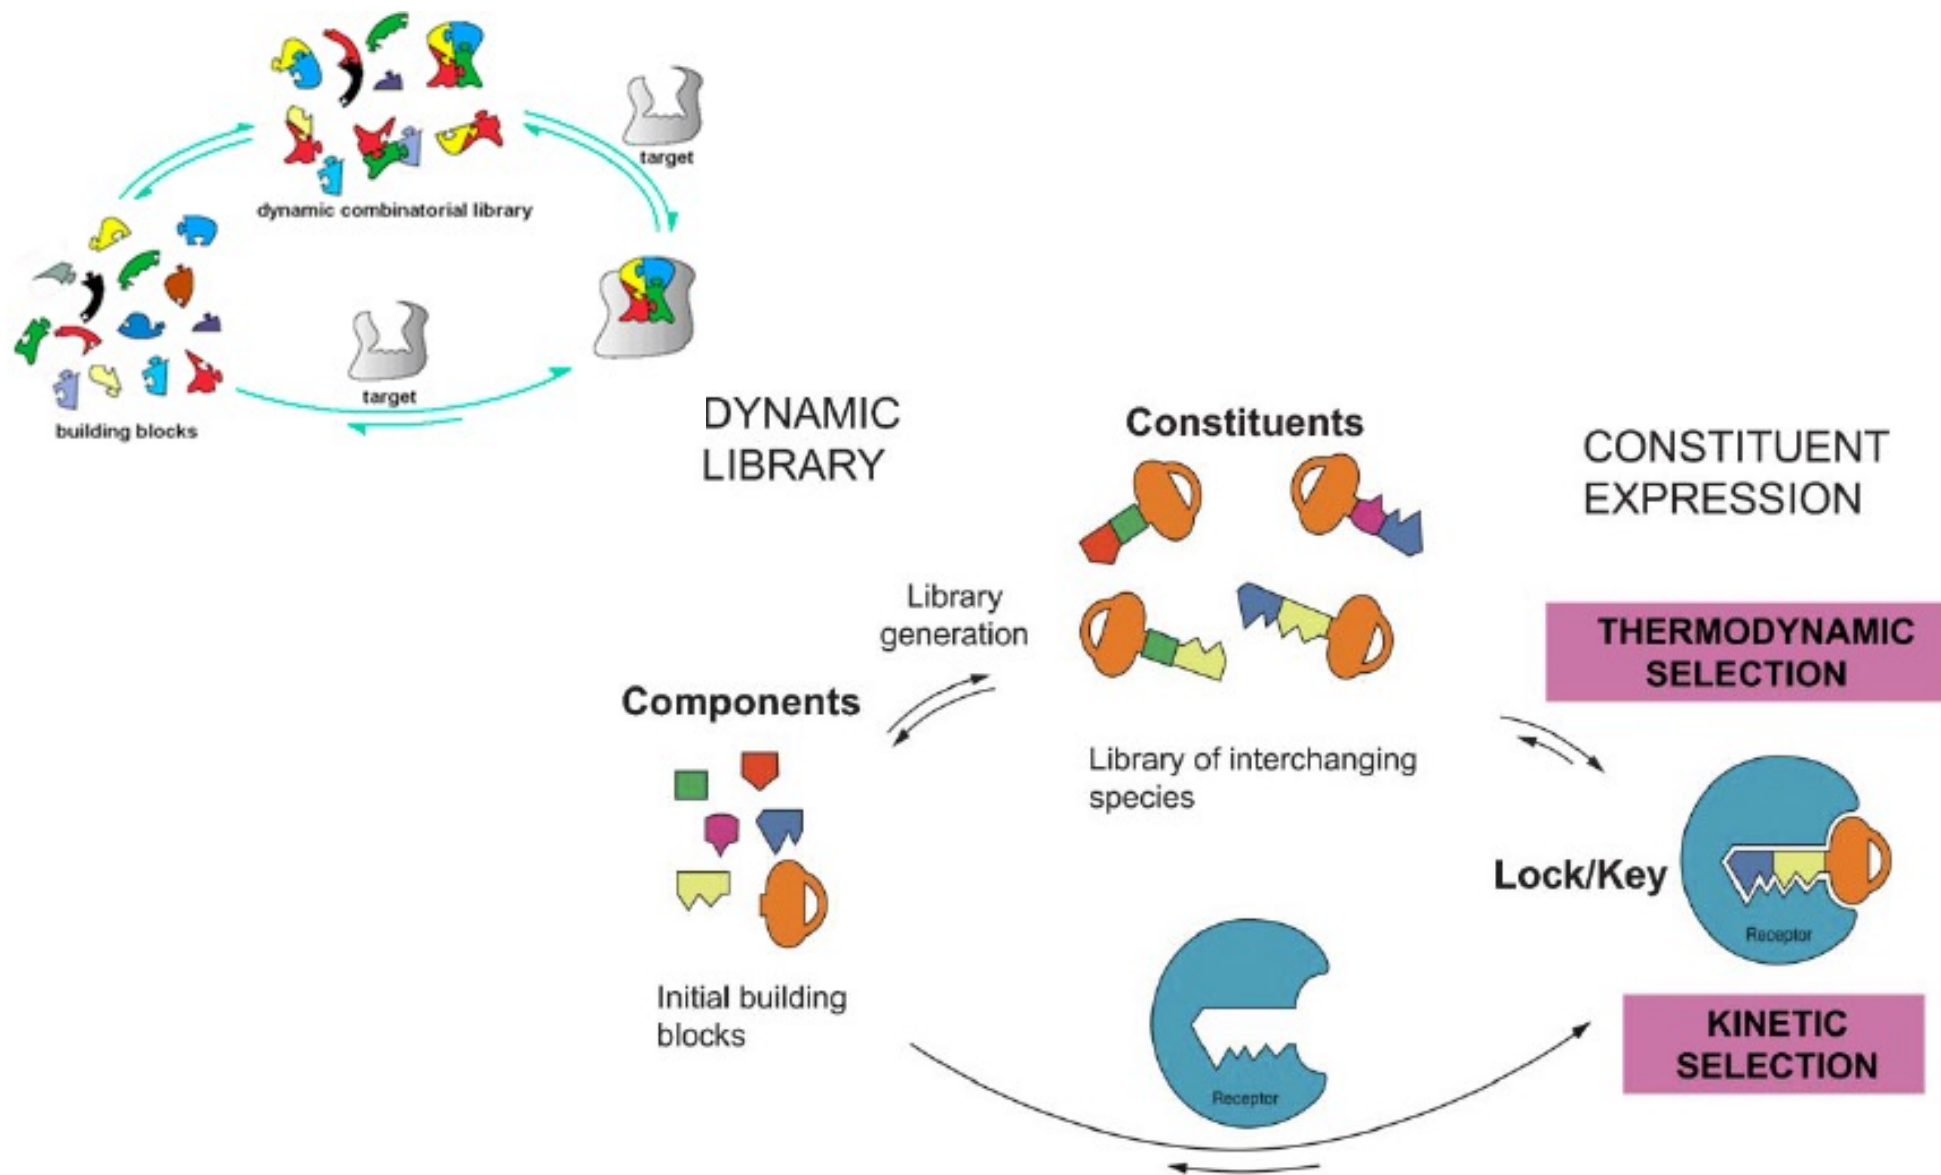 target
dynamic combinatorial library
target
building blocks
DYNAMIC
LIBRARY
Constituents
CONSTITUENT
EXPRESSION
Library
generation
THERMODYNAMIC
SELECTION
Components
Library of interchanging
species
Lock/Key
Receptor
Initial building
blocks
KINETIC
SELECTION
Receptor